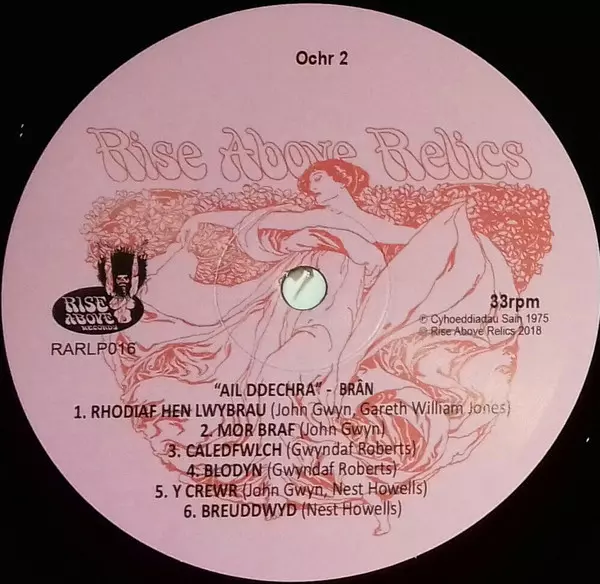 Ochr 2
Rise Above Relics
RISE
ABOVE
RECORDS
RARLP016
33rpm
℗ Cyhoeddiadau Sain 1975
© Rise Above Relics 2018
"AIL DDECHRA" - BRÂN
1. RHODIAF HEN LWYBRAU (John Gwyn, Gareth William Jones)
2. MOR BRAF (John Gwyn)
3. CALEDFWLCH (Gwyndaf Roberts)
4. BLODYN (Gwyndaf Roberts)
5. Y CREWR (John Gwyn, Nest Howells)
6. BREUDDWYD (Nest Howells)